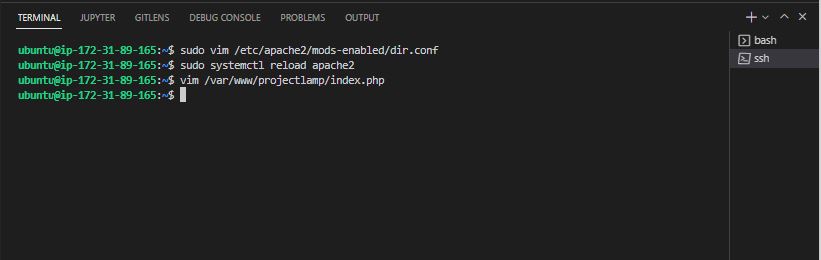 TERMINAL JUPYTER GITLENS DEBUG CONSOLE PROBLEMS OUTPUT
ubuntu@ip-172-31-89-165:~$ sudo vim /etc/apache2/mods-enabled/dir.conf
ubuntu@ip-172-31-89-165:~$ sudo systemctl reload apache2
ubuntu@ip-172-31-89-165:~$ vim /var/www/projectlamp/index.php
ubuntu@ip-172-31-89-165:~$
bash
ssh